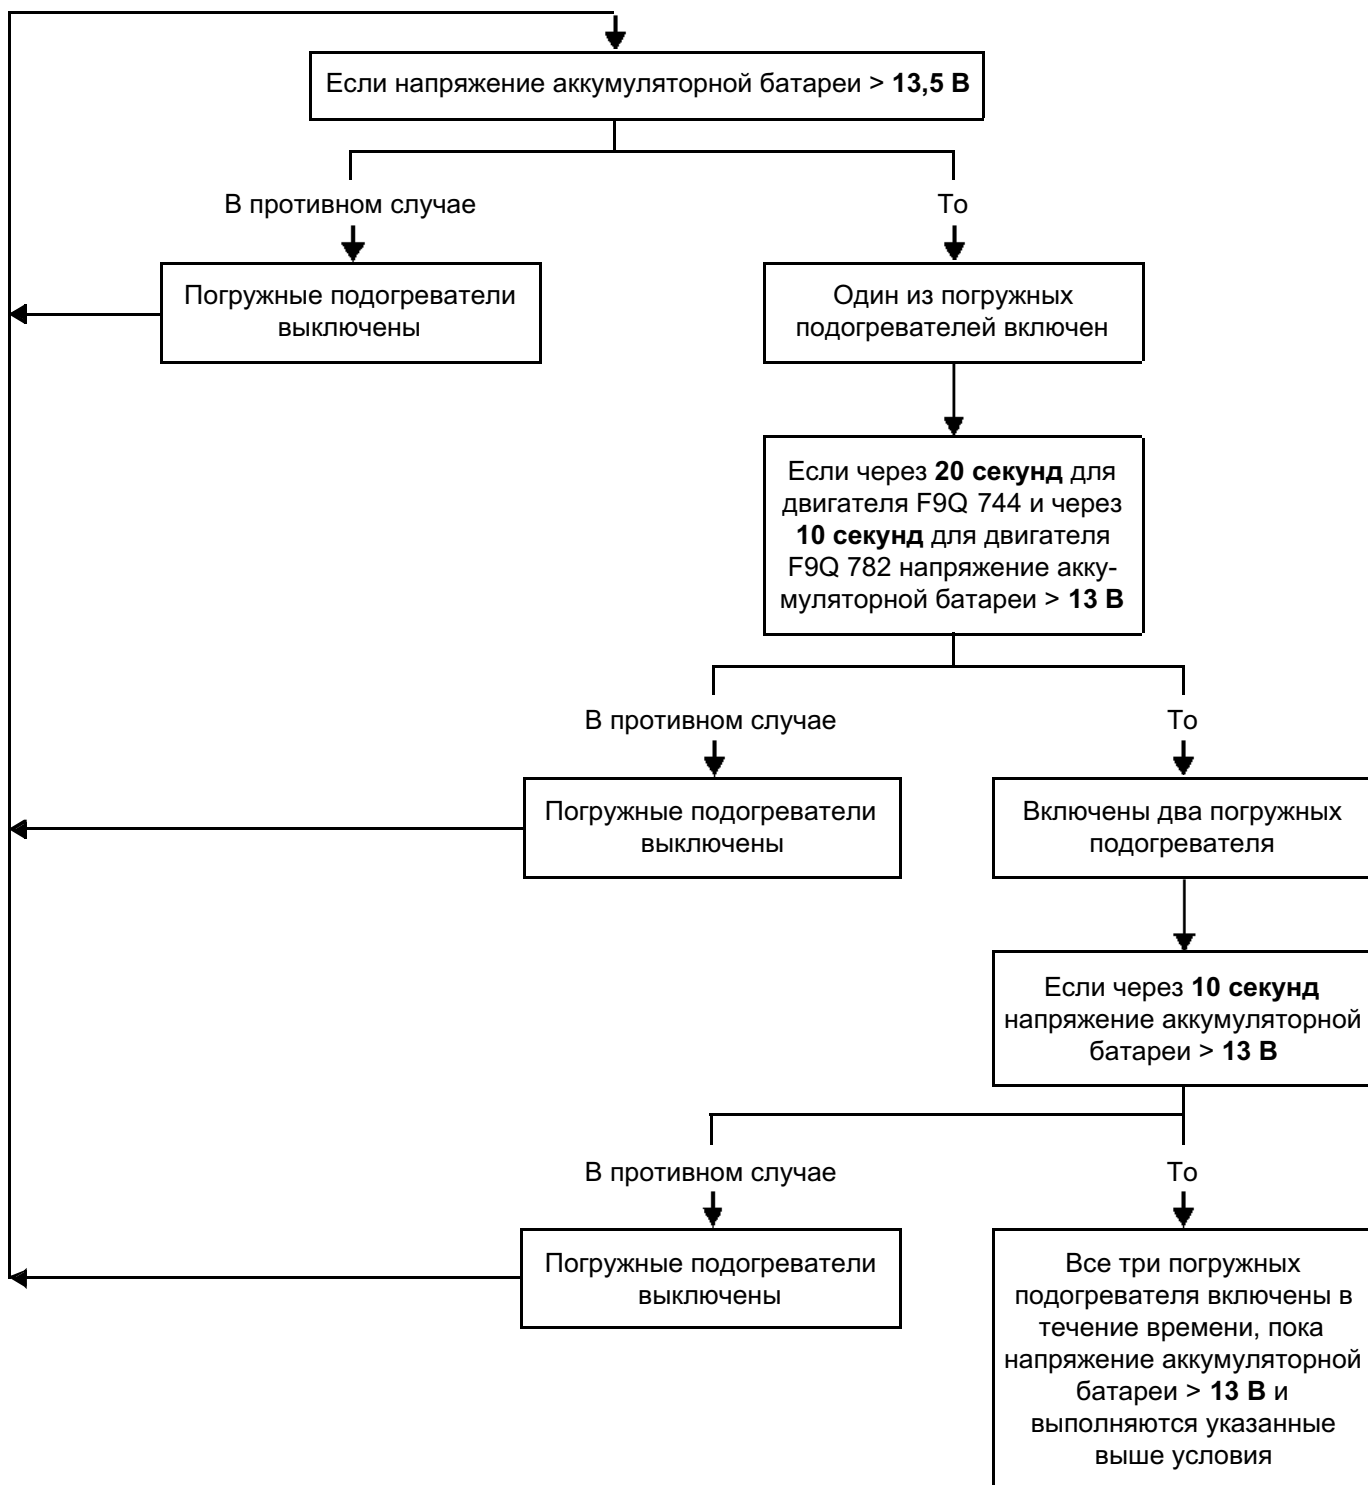 Если напряжение аккумуляторной батареи > 13,5 В
В противном случае
То
Погружные подогреватели
выключены
Один из погружных
подогревателей включен
Если через 20 секунд для
двигателя F9Q 744 и через
10 секунд для двигателя
F9Q 782 напряжение акку-
муляторной батареи > 13 В
В противном случае
То
Погружные подогреватели
выключены
Включены два погружных
подогревателя
Если через 10 секунд
напряжение аккумуляторной
батареи > 13 В
В противном случае
То
Погружные подогреватели
выключены
Все три погружных
подогревателя включены в
течение времени, пока
напряжение аккумуляторной
батареи > 13 В и
выполняются указанные
выше условия